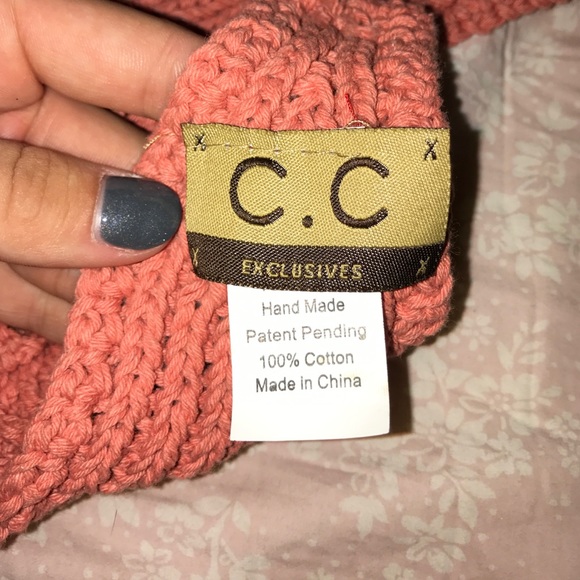 C.C
EXCLUSIVES
Hand Made
Patent Pending
100% Cotton
Made in China